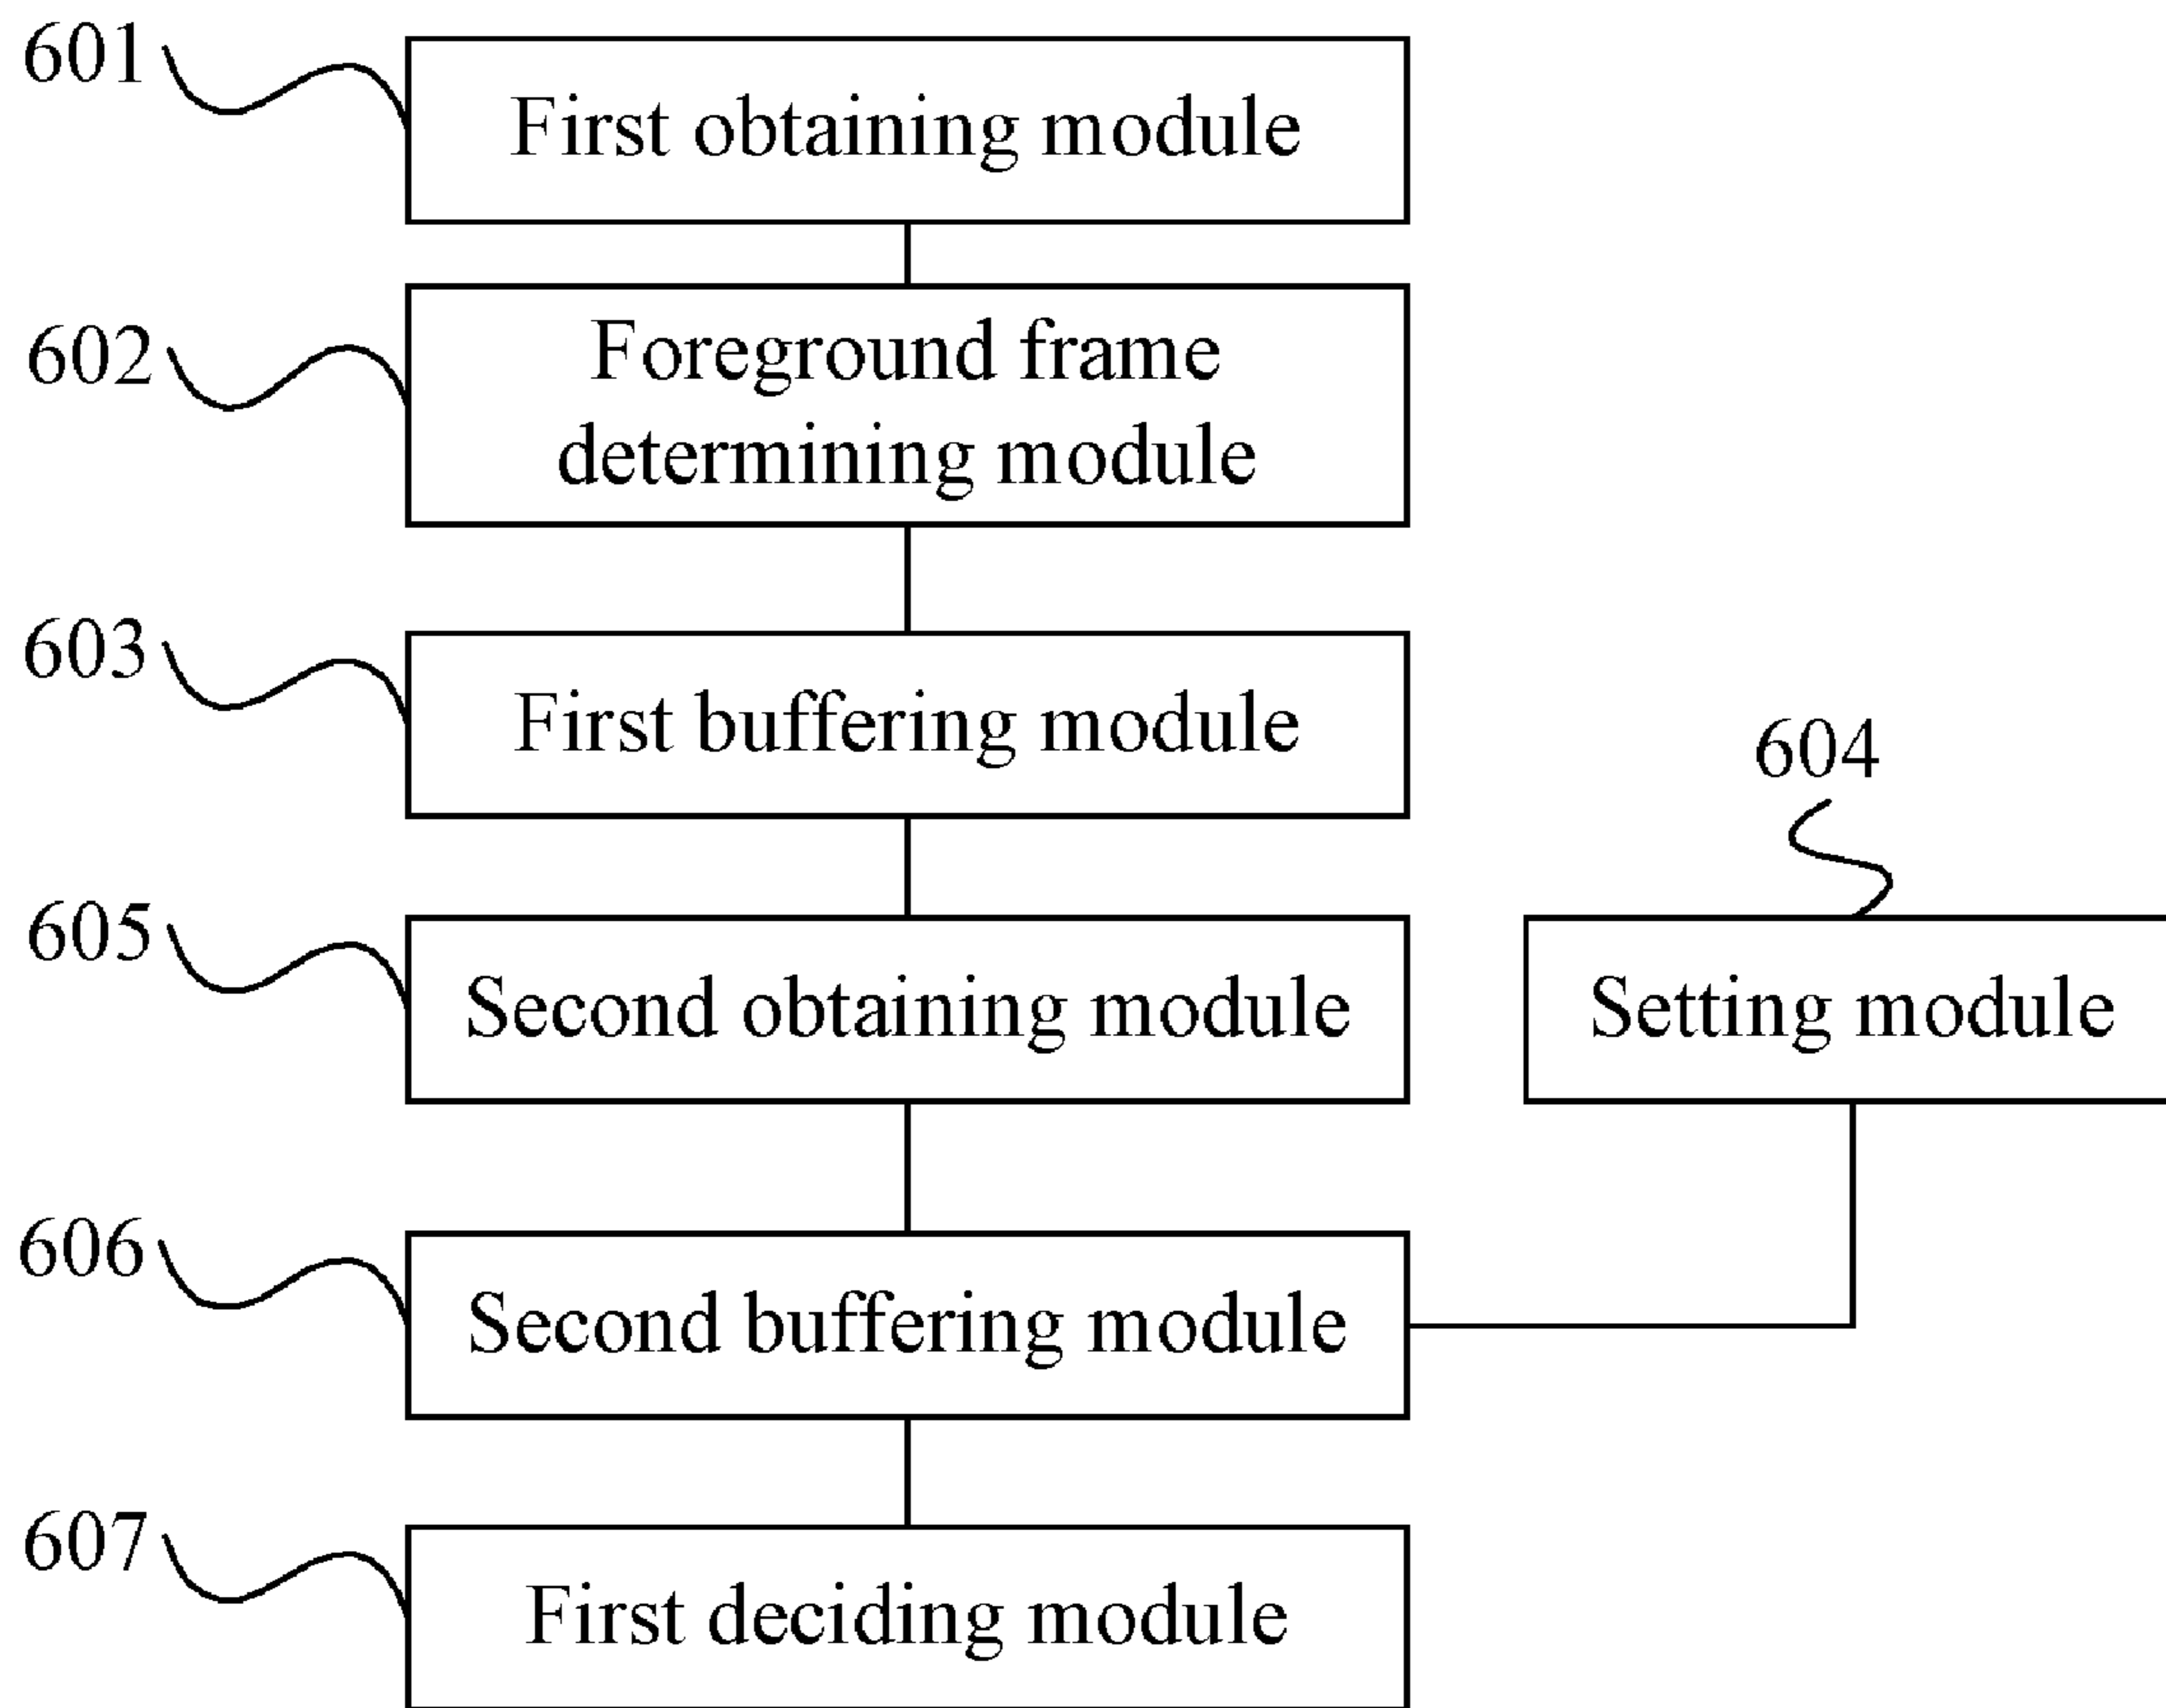 601
First obtaining module
602
Foreground frame
determining module
603
First buffering module
604
605
Second obtaining module
Setting module
606
Second buffering module
607
First deciding module